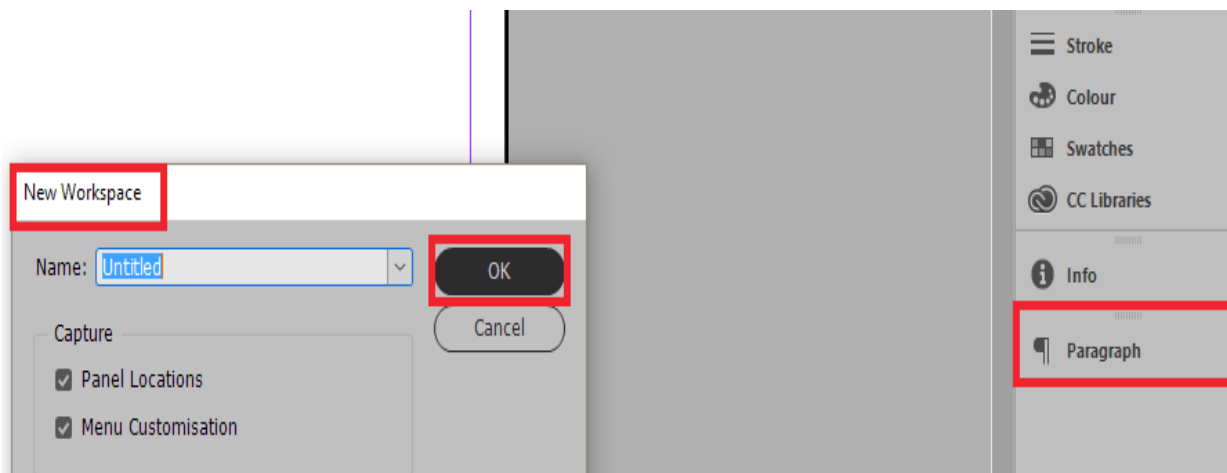 Stroke
Colour
Swatches
CC Libraries
Info
Paragraph
New Workspace
Name: Untitled
OK
Cancel
Capture
Panel Locations
Menu Customisation